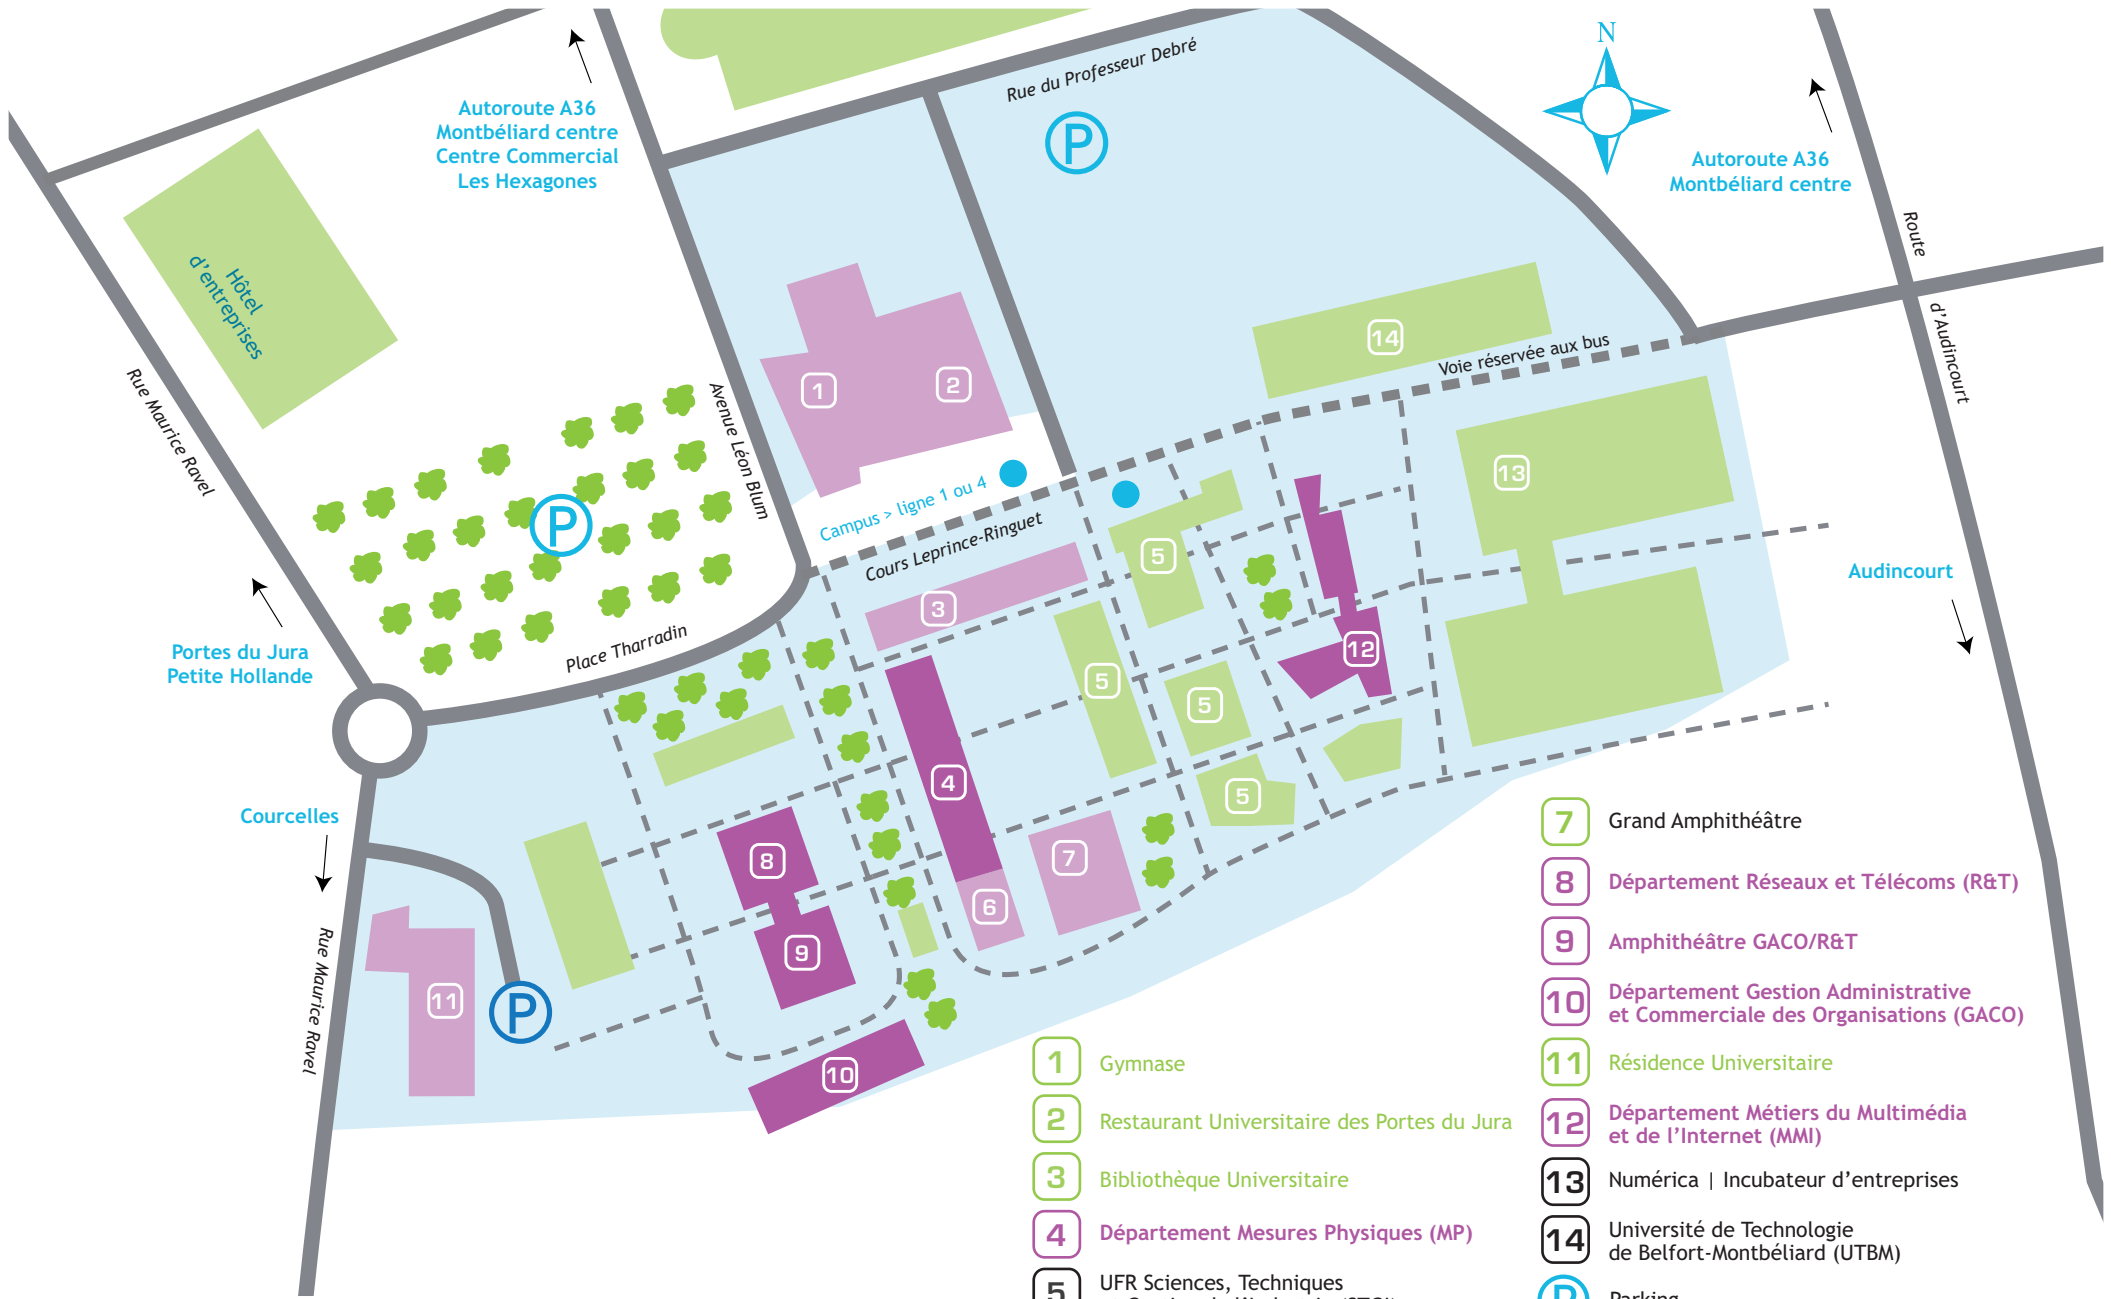 N
Rue du Professeur Debré
P
Autoroute A36
Montbéliard centre
Centre Commercial
Les Hexagones
Autoroute A36
Montbéliard centre
Route
d'Audincourt
Hôtel
d'entreprises
Rue Maurice Ravel
Avenue Léon Blum
1
2
14
Voie réservée aux bus
13
Campus > ligne 1 ou 4
Cours Leprince-Ringuet
P
5
3
Audincourt
Place Tharradin
Portes du Jura
Petite Hollande
12
5
5
4
5
Courcelles
8
7
6
9
11
P
Rue Maurice Ravel
10
1 Gymnase
2 Restaurant Universitaire des Portes du Jura
3 Bibliothèque Universitaire
4 Département Mesures Physiques (MP)
5 UFR Sciences, Techniques
7 Grand Amphithéâtre
8 Département Réseaux et Télécoms (R&T)
9 Amphithéâtre GACO/R&T
10 Département Gestion Administrative
et Commerciale des Organisations (GACO)
11 Résidence Universitaire
12 Département Métiers du Multimédia
et de l'Internet (MMI)
13 Numérica | Incubateur d'entreprises
14 Université de Technologie
de Belfort-Montbéliard (UTBM)
P Parking